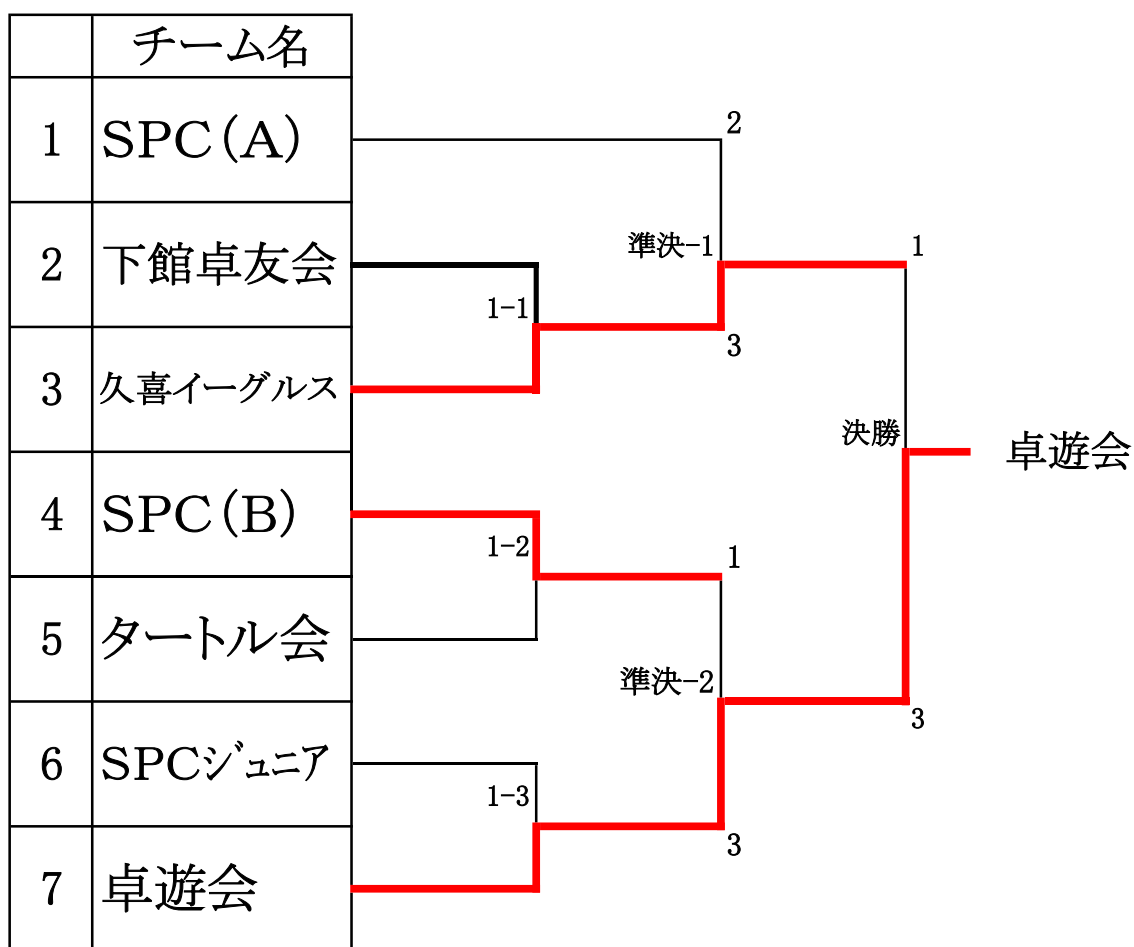 チーム名
1 SPC(A)
2
2 下館卓友会
準決-1
1
1-1
3 久喜イーグルス
3
決勝
卓遊会
4 SPC(B)
1-2
1
5 タートル会
準決-2
3
6 SPCジュニア
1-3
3
7 卓遊会